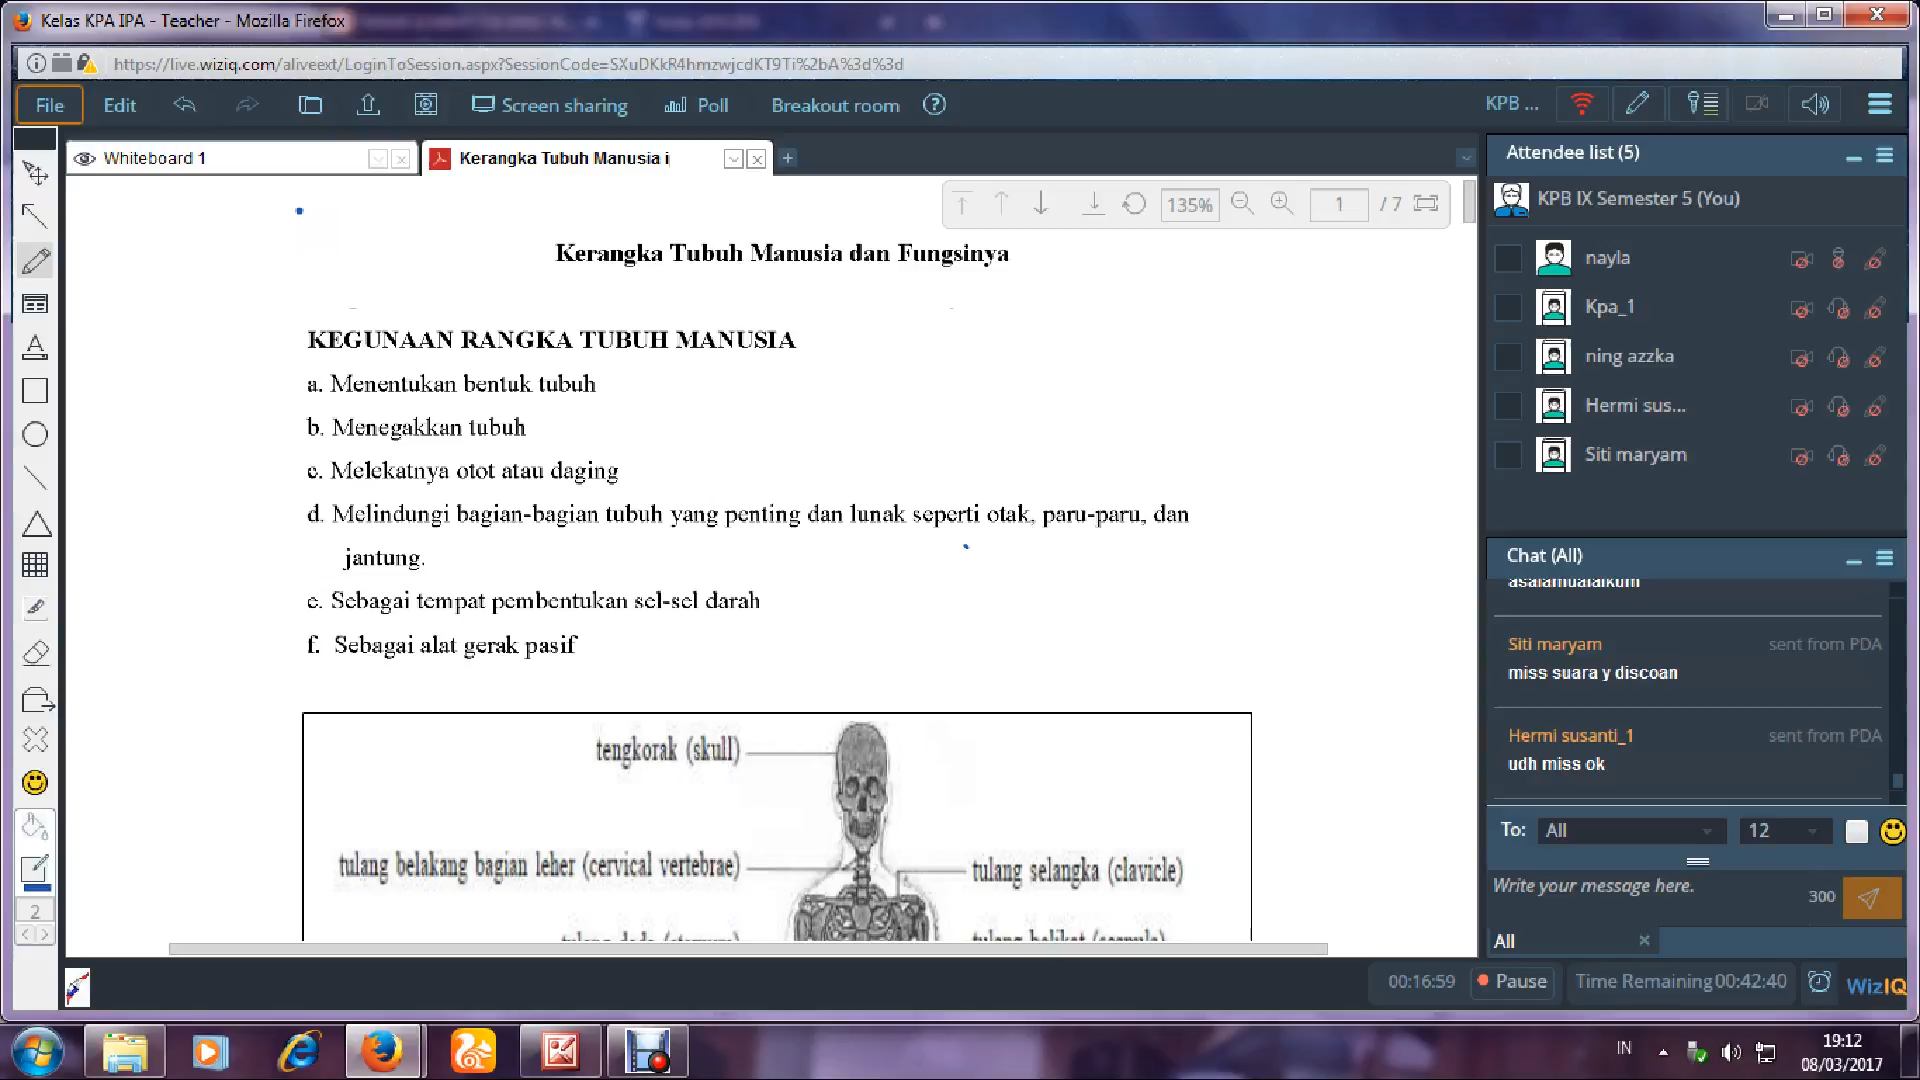 Kelas KPA IPA - Teacher - Mozilla Firefox
https://live.wiziq.com/aliveext/LoginToSession.aspx?SessionCode=SXuDKkR4hmzwjcdKT9Ti%2bA%3d%3d
File Edit Screen sharing Poll Breakout room KPB ...
Whiteboard 1
Kerangka Tubuh Manusia i
135% 1 / 7
Kerangka Tubuh Manusia dan Fungsinya
KEGUNAAN RANGKA TUBUH MANUSIA
a. Menentukan bentuk tubuh
b. Menegakkan tubuh
c. Melekatnya otot atau daging
d. Melindungi bagian-bagian tubuh yang penting dan lunak seperti otak, paru-paru, dan
jantung.
e. Sebagai tempat pembentukan sel-sel darah
f. Sebagai alat gerak pasif
tengkorak (skull)
tulang belakang bagian leher (cervical vertebrae)
tulang selangka (clavicle)
2
Attendee list (5)
KPB IX Semester 5 (You)
nayla
Kpa_1
ning azzka
Hermi sus...
Siti maryam
Chat (All)
asalamualaikum
Siti maryam sent from PDA
miss suara y discoan
Hermi susanti_1 sent from PDA
udh miss ok
To: All 12
Write your message here.
300
All
00:16:59 Pause Time Remaining 00:42:40 WizIQ
IN
19:12
08/03/2017